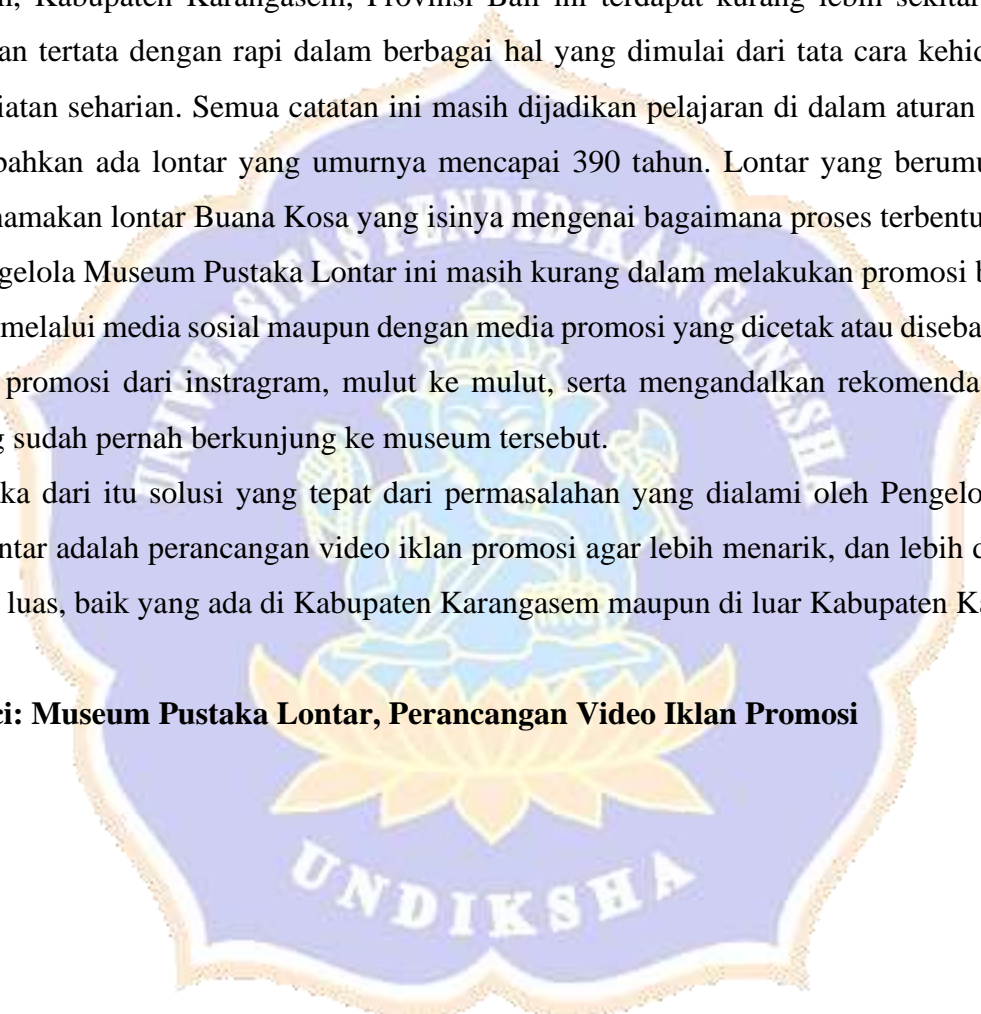 n, Kabupaten Karangasem, Provinsi Bali ini terdapat kurang lebih sekitar
an tertata dengan rapi dalam berbagai hal yang dimulai dari tata cara kehid
iatan seharian. Semua catatan ini masih dijadikan pelajaran di dalam aturan
bahkan ada lontar yang umurnya mencapai 390 tahun. Lontar yang berumu
namakan lontar Buana Kosa yang isinya mengenai bagaimana proses terbentu
ngelola Museum Pustaka Lontar ini masih kurang dalam melakukan promosi b
melalui media sosial maupun dengan media promosi yang dicetak atau diseba
promosi dari instragram, mulut ke mulut, serta mengandalkan rekomenda
g sudah pernah berkunjung ke museum tersebut.
ka dari itu solusi yang tepat dari permasalahan yang dialami oleh Pengelo
ntar adalah perancangan video iklan promosi agar lebih menarik, dan lebih d
luas, baik yang ada di Kabupaten Karangasem maupun di luar Kabupaten Ka
ci: Museum Pustaka Lontar, Perancangan Video Iklan Promosi
UNIVERSITAS PENDIDIKAN GANESHA
UNDIKSHA